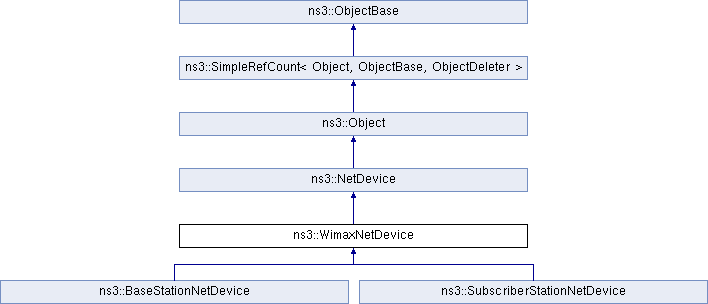 ns3::ObjectBase
ns3::SimpleRefCount< Object, ObjectBase, ObjectDeleter >
ns3::Object
ns3::NetDevice
ns3::WimaxNetDevice
ns3::BaseStationNetDevice
ns3::SubscriberStationNetDevice